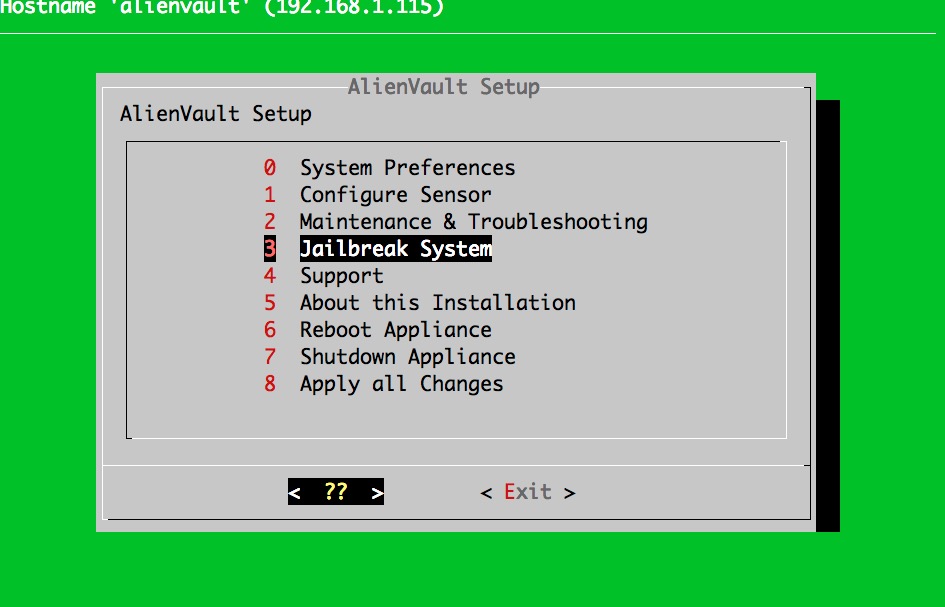 Hostname 'alienvault' (192.168.1.115)
AlienVault Setup
AlienVault Setup
0 System Preferences
1 Configure Sensor
2 Maintenance & Troubleshooting
3 Jailbreak System
4 Support
5 About this Installation
6 Reboot Appliance
7 Shutdown Appliance
8 Apply all Changes
< ?? > < Exit >